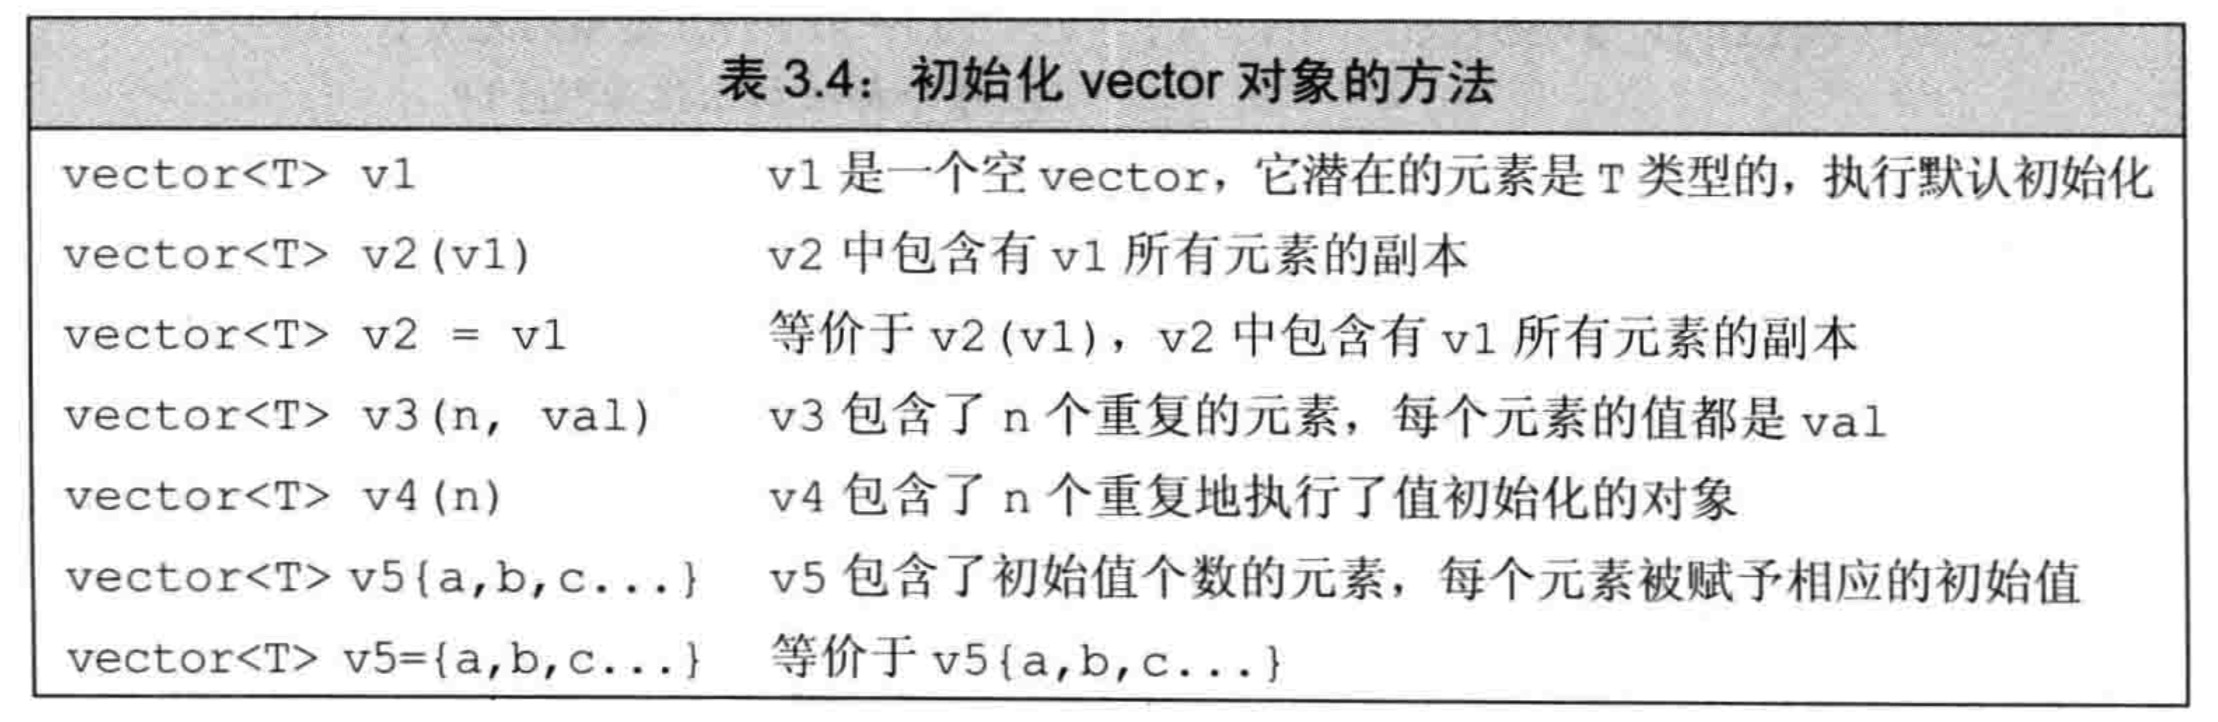 表 3.4：初始化 vector 对象的方法
vector<T> v1 v1 是一个空 vector，它潜在的元素是 T 类型的，执行默认初始化
vector<T> v2(v1) v2 中包含有 v1 所有元素的副本
vector<T> v2 = v1 等价于 v2(v1)，v2 中包含有 v1 所有元素的副本
vector<T> v3(n, val) v3 包含了 n 个重复的元素，每个元素的值都是 val
vector<T> v4(n) v4 包含了 n 个重复地执行了值初始化的对象
vector<T> v5{a,b,c...} v5 包含了初始值个数的元素，每个元素被赋予相应的初始值
vector<T> v5={a,b,c...} 等价于 v5{a,b,c...}